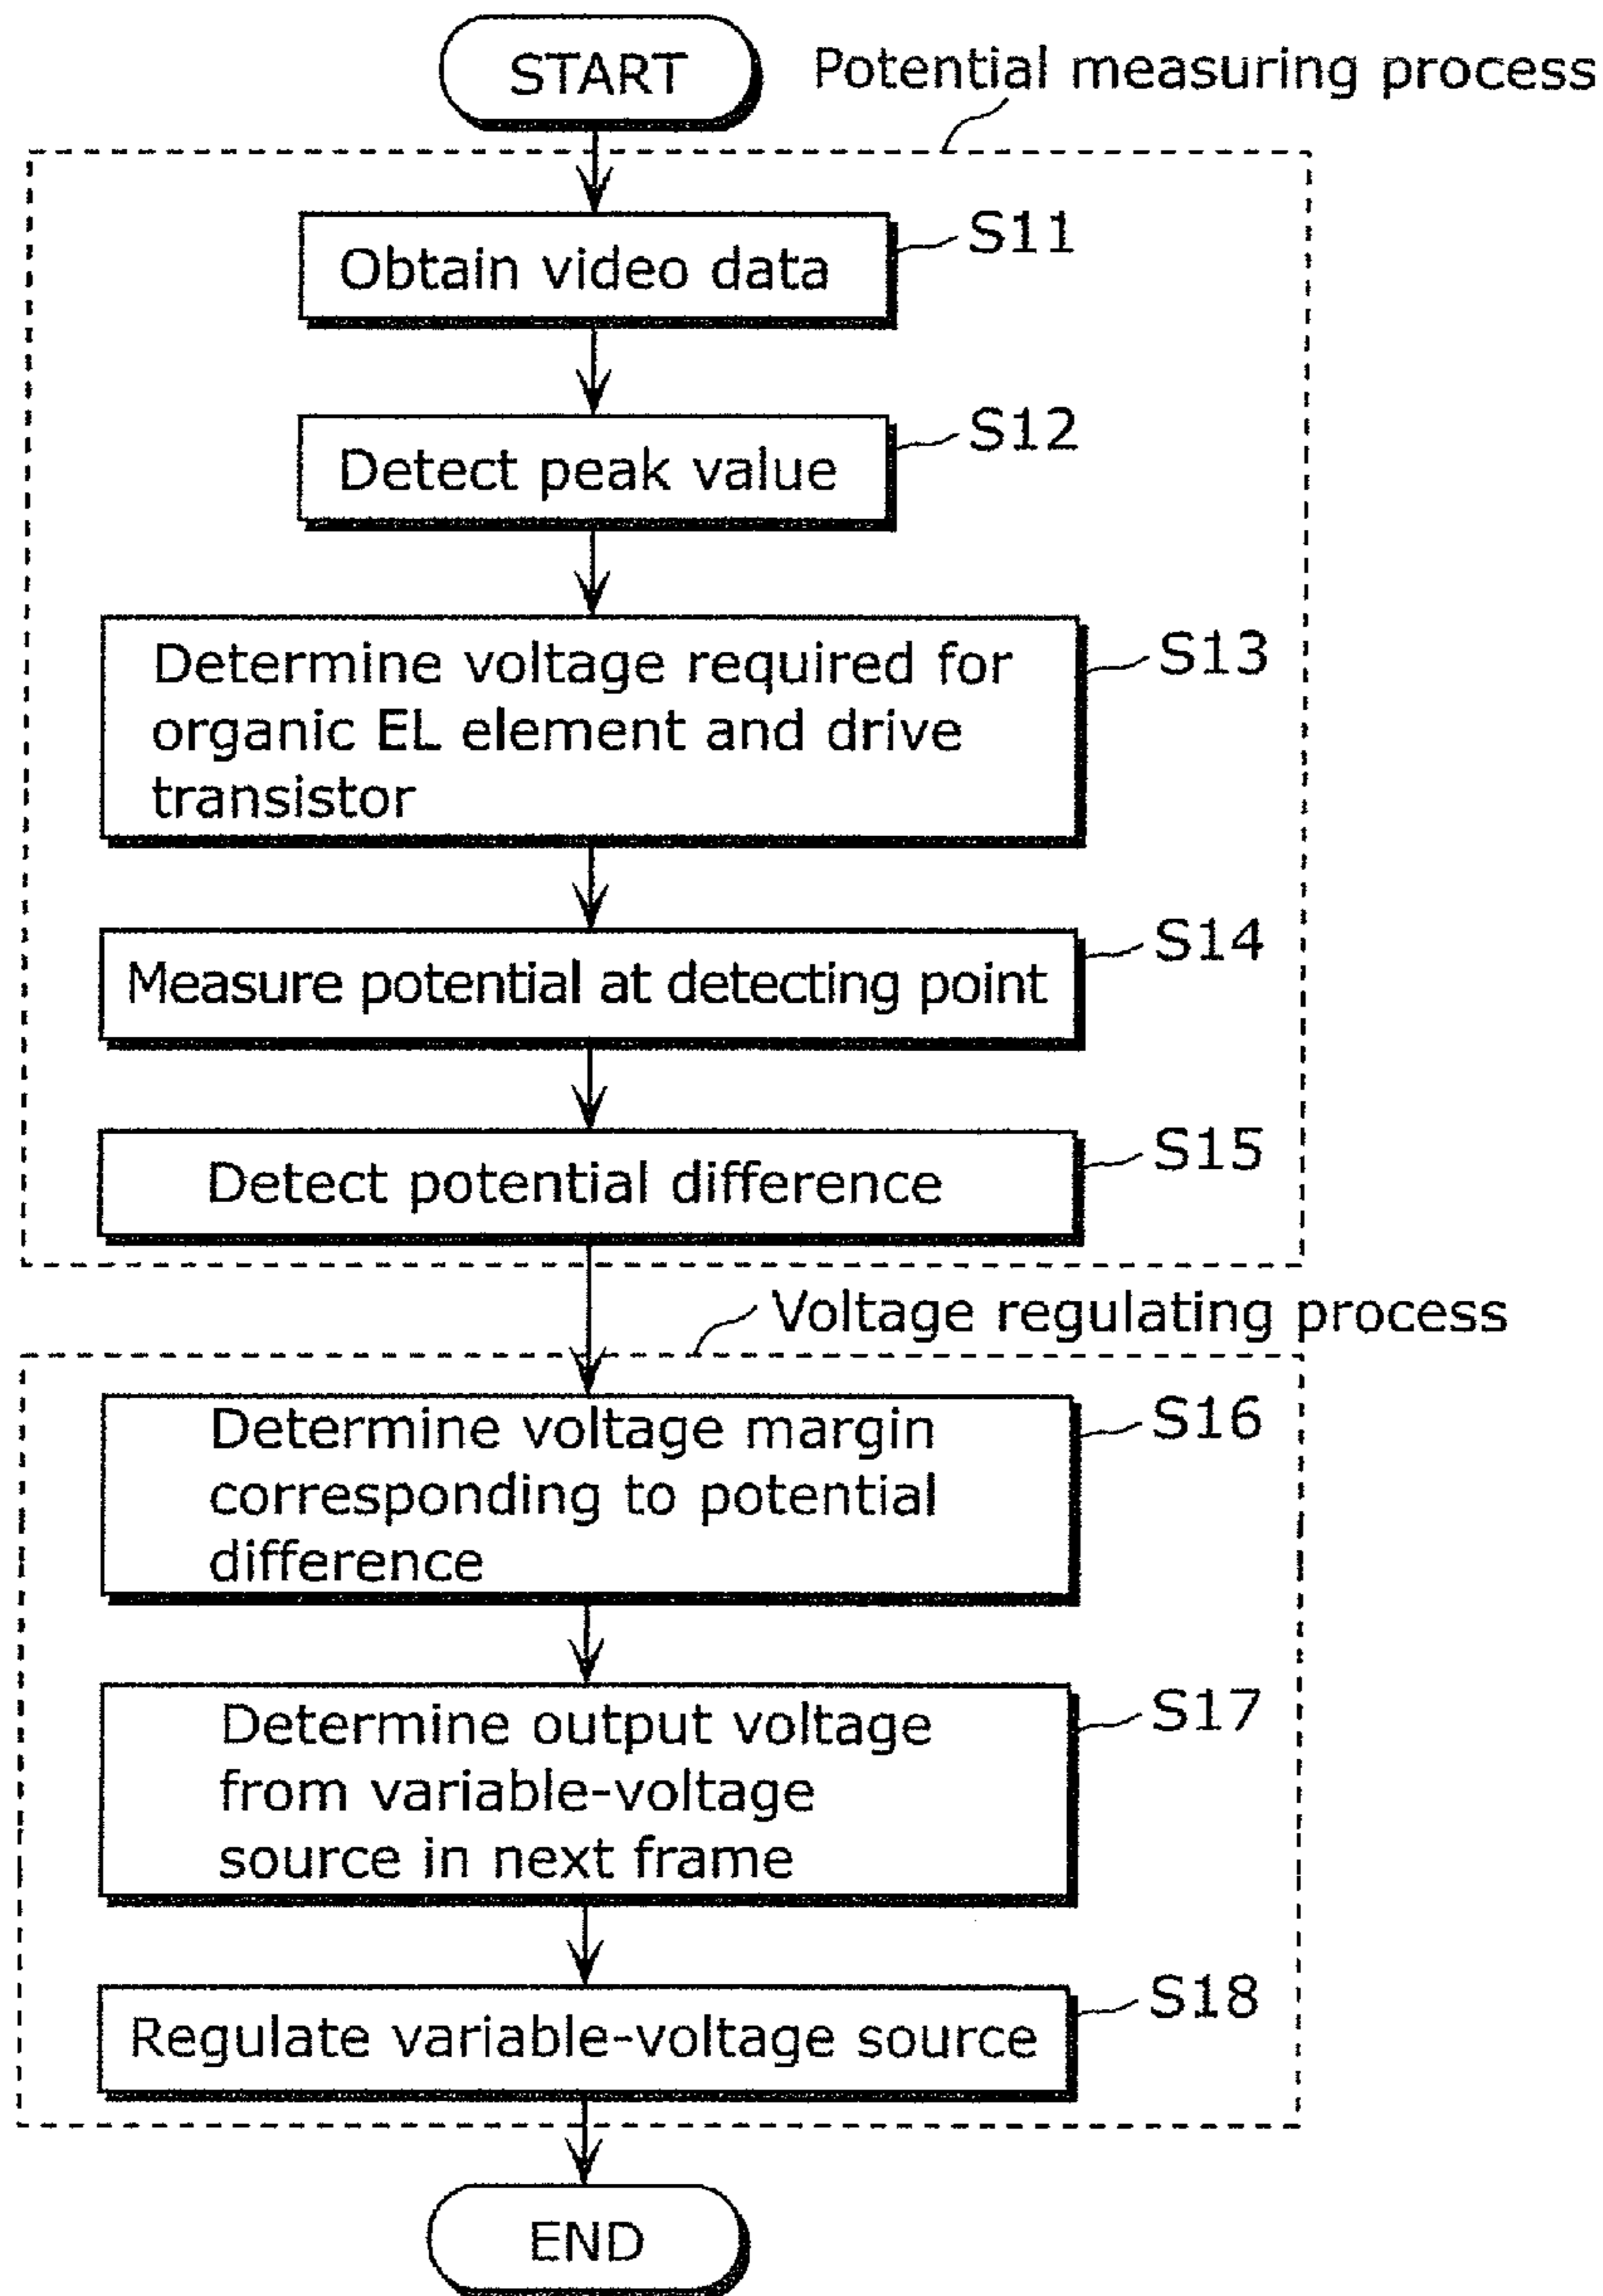 START
Potential measuring process
Obtain video data
S11
Detect peak value
S12
Determine voltage required for
organic EL element and drive
transistor
S13
Measure potential at detecting point
S14
Detect potential difference
S15
Voltage regulating process
Determine voltage margin
corresponding to potential
difference
S16
Determine output voltage
from variable-voltage
source in next frame
S17
Regulate variable-voltage source
S18
END